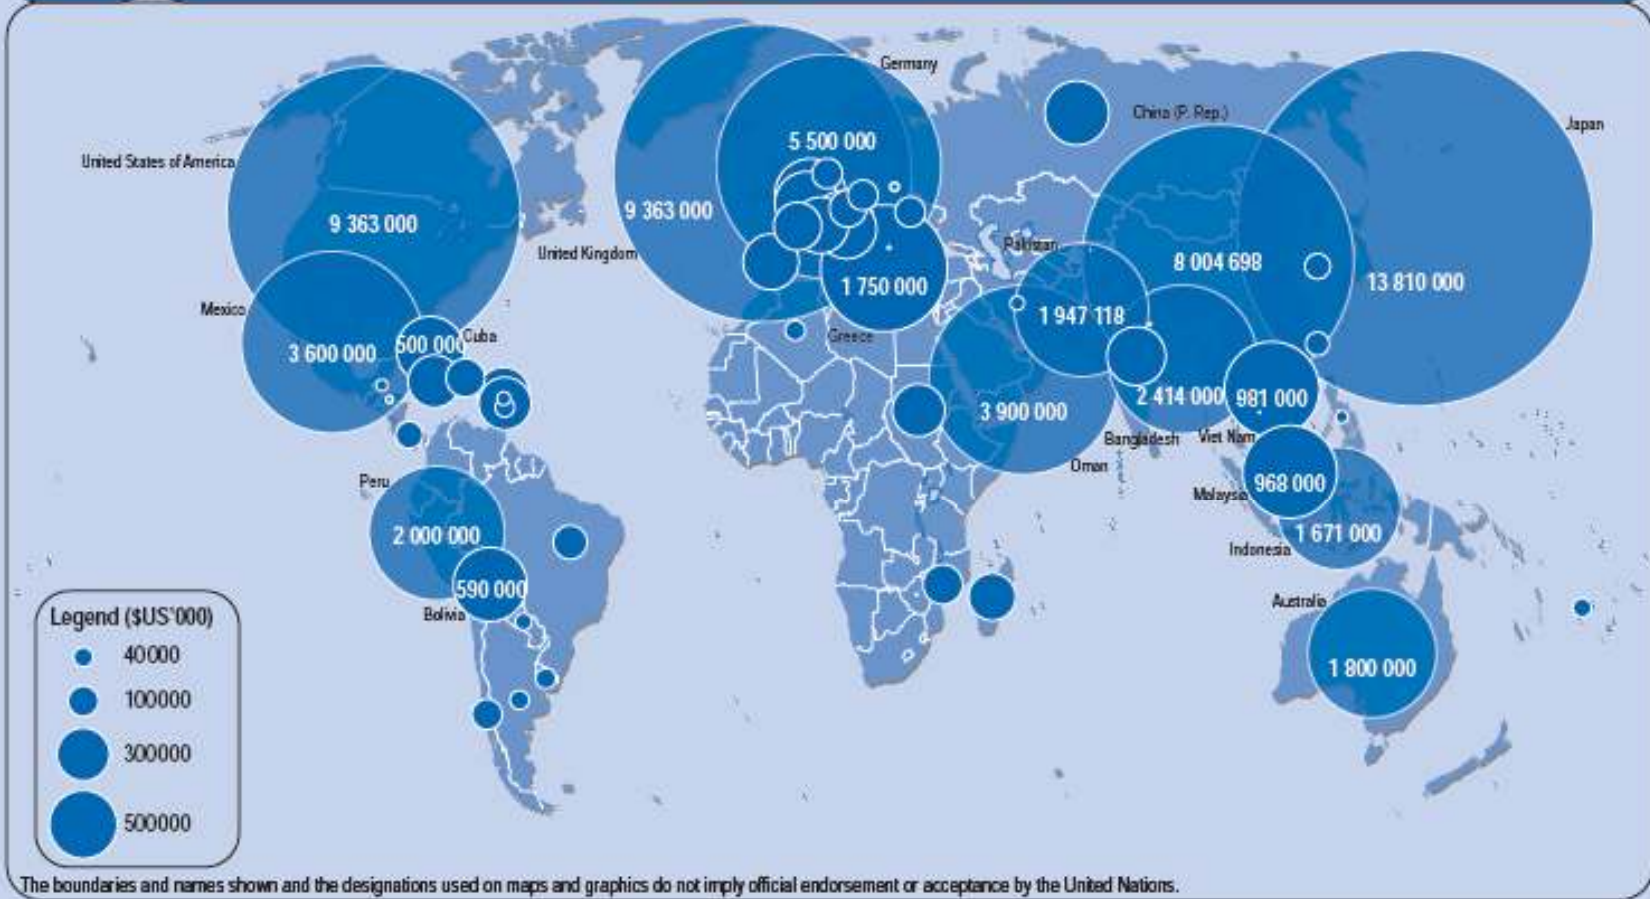 Germany
China (P. Rep.)
Japan
5 500 000
United States of America
9 363 000
9 363 000
United Kingdom
Pakistan
8 004 698
13 810 000
1 750 000
Mexico
1 947 118
Cuba
Greece
500 000
3 600 000
2 414 000
981 000
3 900 000
Bangladesh
Viet Nam
Oman
Peru
968 000
Malaysia
2 000 000
1 671 000
Indonesia
590 000
Bolivia
Australia
1 800 000
Legend ($US'000)
40000
100000
300000
500000
The boundaries and names shown and the designations used on maps and graphics do not imply official endorsement or acceptance by the United Nations.